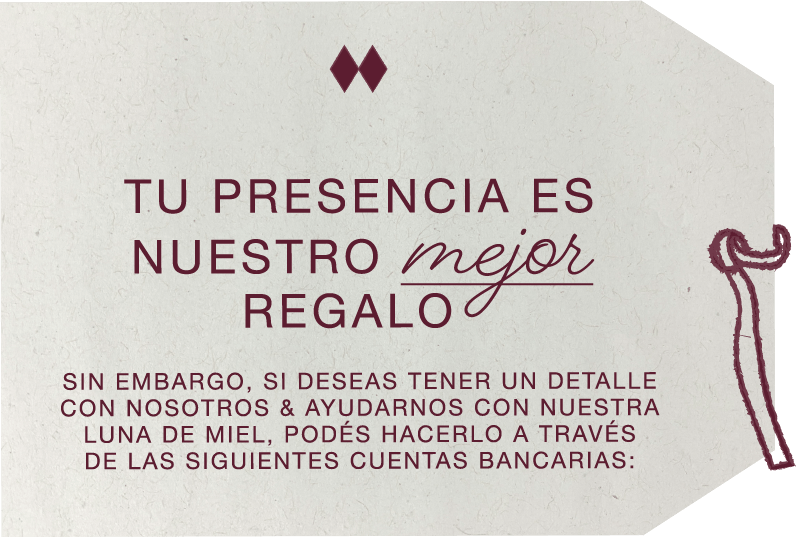 TU PRESENCIA ES
NUESTRO mejor
REGALO
SIN EMBARGO, SI DESEAS TENER UN DETALLE
CON NOSOTROS & AYUDARNOS CON NUESTRA
LUNA DE MIEL, PODÉS HACERLO A TRAVÉS
DE LAS SIGUIENTES CUENTAS BANCARIAS: